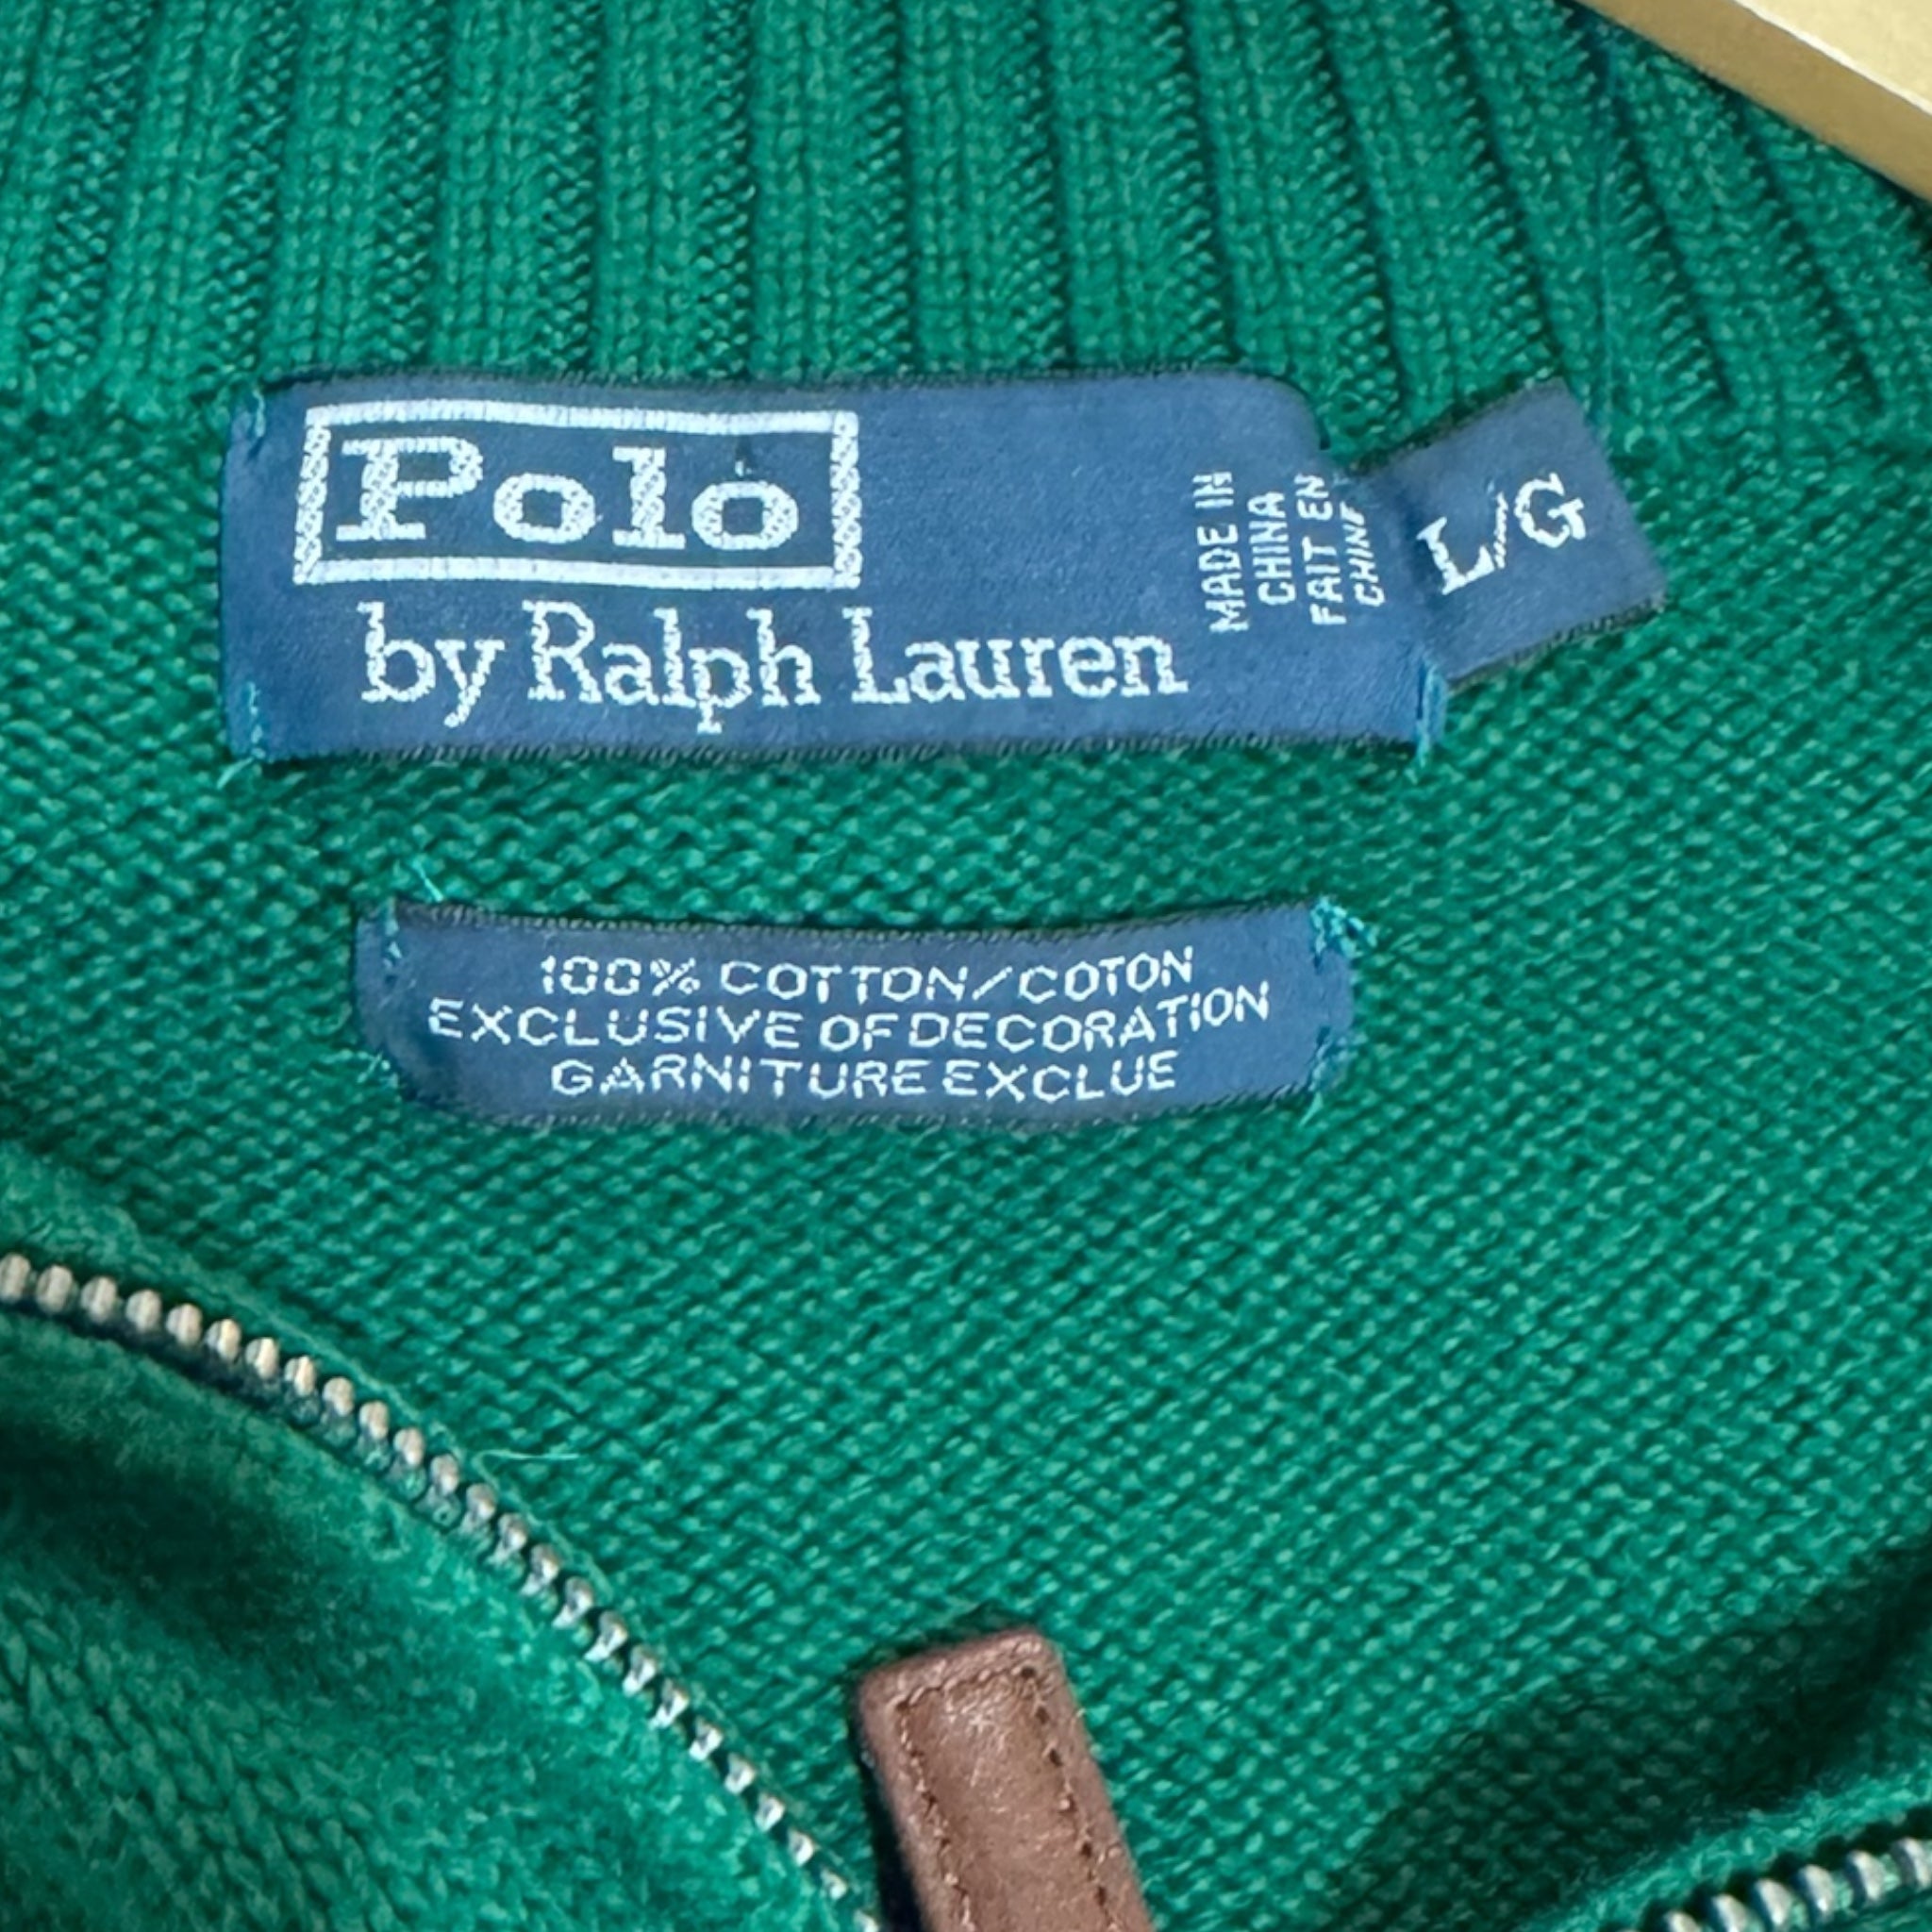 Polo
by Ralph Lauren
MADE IN
CHINA
FAIT EN
CHINE
L/G
100% COTTON/COTON
EXCLUSIVE OF DECORATION
GARNITURE EXCLUE